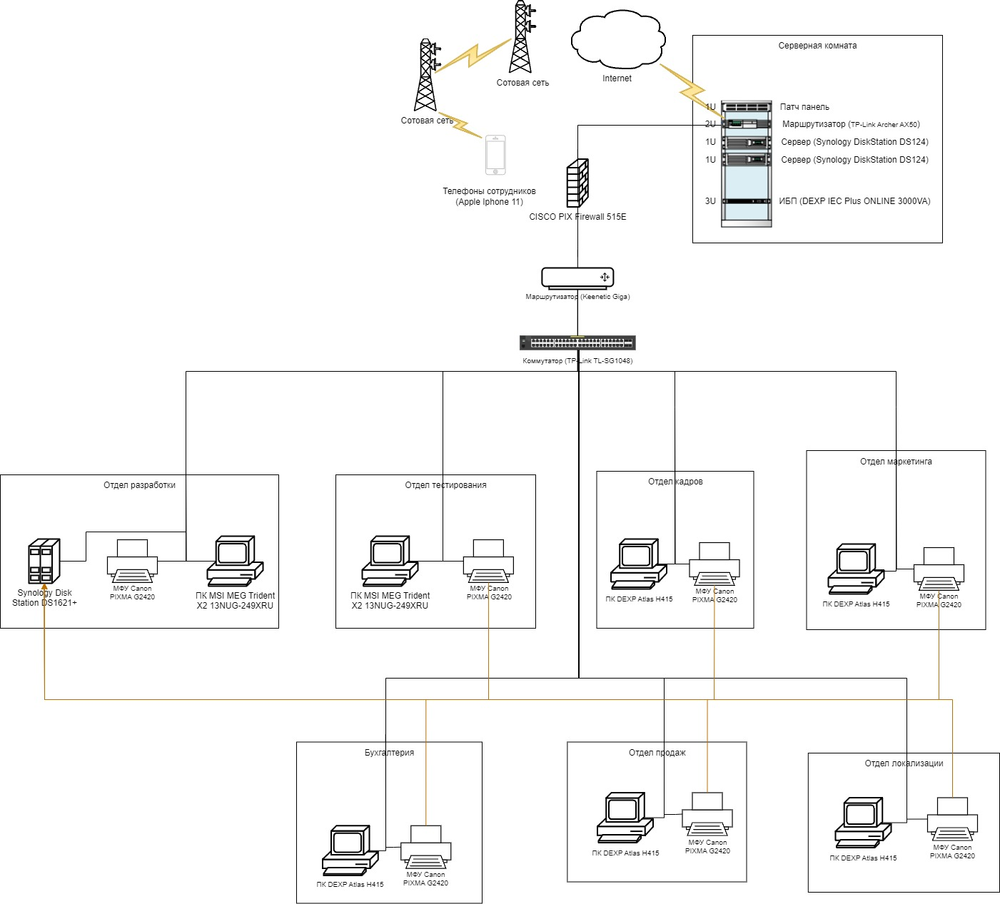 Сотовая сеть
Сотовая сеть
Телефоны сотрудников
(Apple Iphone 11)
Internet
Серверная комната
1U
Патч панель
2U
Маршрутизатор (TP-Link Archer AX50)
1U
Сервер (Synology DiskStation DS124)
1U
Сервер (Synology DiskStation DS124)
3U
ИБП (DEXP IEC Plus ONLINE 3000VA)
CISCO PIX Firewall 515E
Маршрутизатор (Keenetic Giga)
Коммутатор (TP-Link TL-SG1048)
Отдел разработки
Synology Disk
Station DS1621+
МФУ Canon
PIXMA G2420
ПК MSI MEG Trident
X2 13NUG-249XRU
Отдел тестирования
ПК MSI MEG Trident
X2 13NUG-249XRU
МФУ Canon
PIXMA G2420
Отдел кадров
ПК DEXP Atlas H415
МФУ Canon
PIXMA G2420
Отдел маркетинга
ПК DEXP Atlas H415
МФУ Canon
PIXMA G2420
Бухгалтерия
ПК DEXP Atlas H415
МФУ Canon
PIXMA G2420
Отдел продаж
ПК DEXP Atlas H415
МФУ Canon
PIXMA G2420
Отдел локализации
ПК DEXP Atlas H415
МФУ Canon
PIXMA G2420